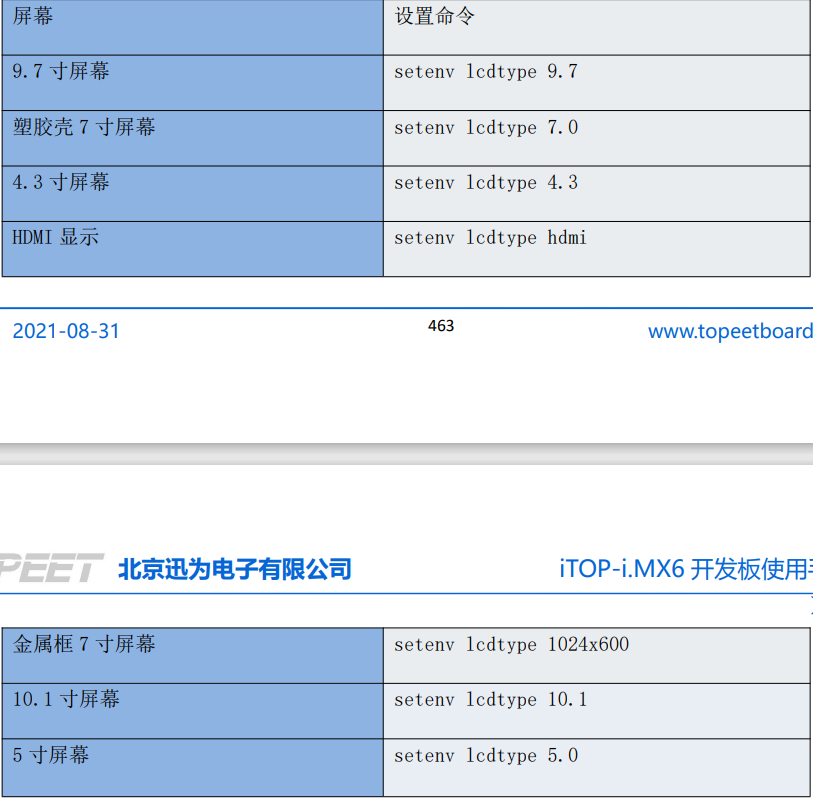 屏幕 设置命令
9.7 寸屏幕 setenv lcdtype 9.7
塑胶壳 7 寸屏幕 setenv lcdtype 7.0
4.3 寸屏幕 setenv lcdtype 4.3
HDMI 显示 setenv lcdtype hdmi
2021-08-31 463 www.topeetboard
PEET 北京迅为电子有限公司 iTOP-i.MX6 开发板使用
金属框 7 寸屏幕 setenv lcdtype 1024x600
10.1 寸屏幕 setenv lcdtype 10.1
5 寸屏幕 setenv lcdtype 5.0